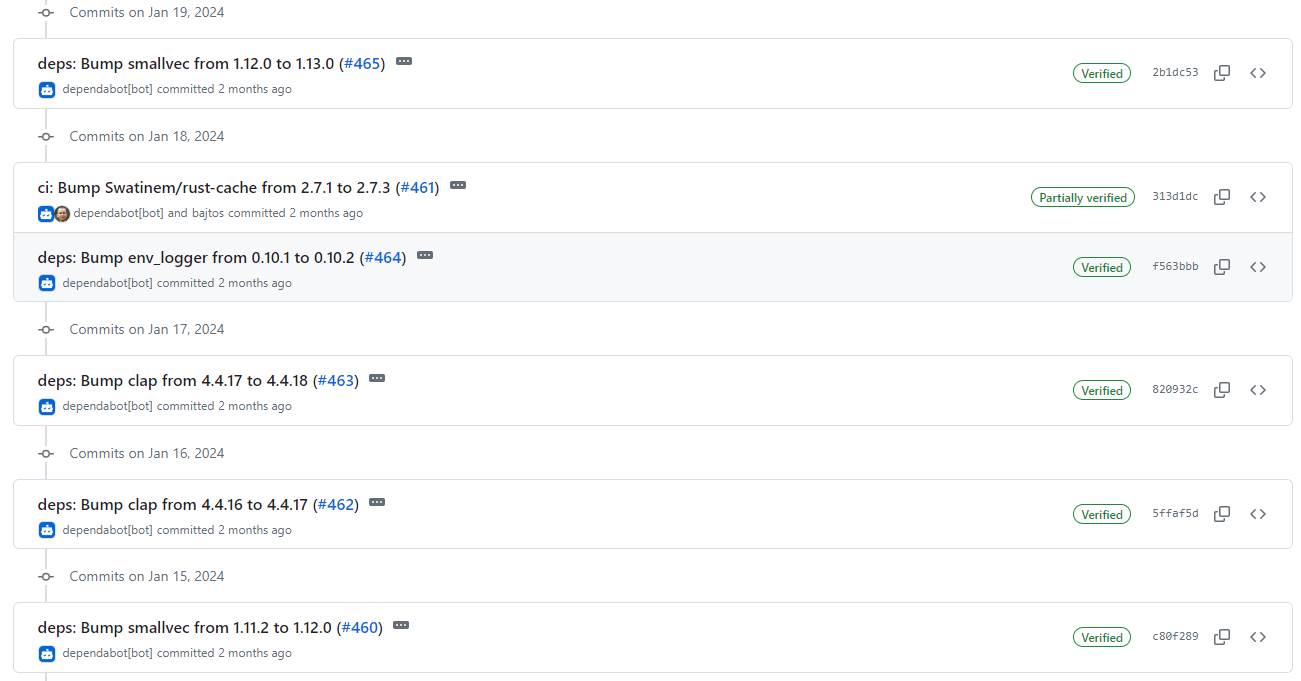 Commits on Jan 19, 2024
deps: Bump smallvec from 1.12.0 to 1.13.0 (#465)
dependabot[bot] committed 2 months ago
Verified
2b1dc53
Commits on Jan 18, 2024
ci: Bump Swatinem/rust-cache from 2.7.1 to 2.7.3 (#461)
dependabot[bot] and bajtos committed 2 months ago
Partially verified
313d1dc
deps: Bump env_logger from 0.10.1 to 0.10.2 (#464)
dependabot[bot] committed 2 months ago
Verified
f563bbb
Commits on Jan 17, 2024
deps: Bump clap from 4.4.17 to 4.4.18 (#463)
dependabot[bot] committed 2 months ago
Verified
820932c
Commits on Jan 16, 2024
deps: Bump clap from 4.4.16 to 4.4.17 (#462)
dependabot[bot] committed 2 months ago
Verified
5ffaf5d
Commits on Jan 15, 2024
deps: Bump smallvec from 1.11.2 to 1.12.0 (#460)
dependabot[bot] committed 2 months ago
Verified
c80f289